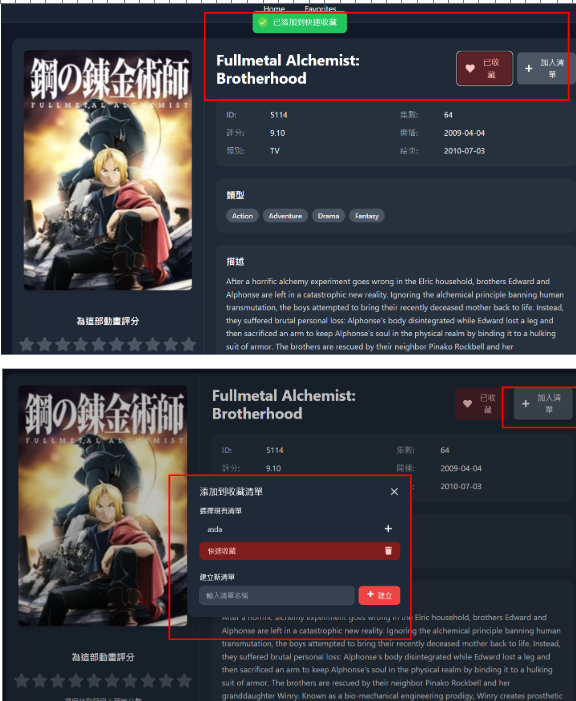 Home Favorites
已添加到快速收藏
鋼の錬金術師
FULLMETAL ALCHEMIST
Fullmetal Alchemist:
Brotherhood
已收
藏
加入清
單
ID: 5114
集數: 64
評分: 9.10
開播: 2009-04-04
類別: TV
結束: 2010-07-03
類型
Action Adventure Drama Fantasy
描述
After a horrific alchemy experiment goes wrong in the Elric household, brothers Edward and
Alphonse are left in a catastrophic new reality. Ignoring the alchemical principle banning human
transmutation, the boys attempted to bring their recently deceased mother back to life. Instead,
they suffered brutal personal loss: Alphonse's body disintegrated while Edward lost a leg and
then sacrificed an arm to keep Alphonse's soul in the physical realm by binding it to a hulking
suit of armor. The brothers are rescued by their neighbor Pinako Rockbell and her
為這部動畫評分
鋼の錬金術師
FULLMETAL ALCHEMIST
Fullmetal Alchemist:
Brotherhood
已收
藏
加入清
單
ID: 5114
集數: 64
評分: 9.10
開播: 2009-04-04
2010-07-03
添加到收藏清單
選擇現有清單
asda
快速收藏
建立新清單
輸入清單名稱
建立
After a horrific alchemy experiment goes wrong in the Elric household, brothers Edward and
Alphonse are left in a catastrophic new reality. Ignoring the alchemical principle banning human
transmutation, the boys attempted to bring their recently deceased mother back to life. Instead,
they suffered brutal personal loss: Alphonse's body disintegrated while Edward lost a leg and
then sacrificed an arm to keep Alphonse's soul in the physical realm by binding it to a hulking
suit of armor. The brothers are rescued by their neighbor Pinako Rockbell and her
granddaughter Winry. Known as a bio-mechanical engineering prodigy, Winry creates prosthetic
為這部動畫評分